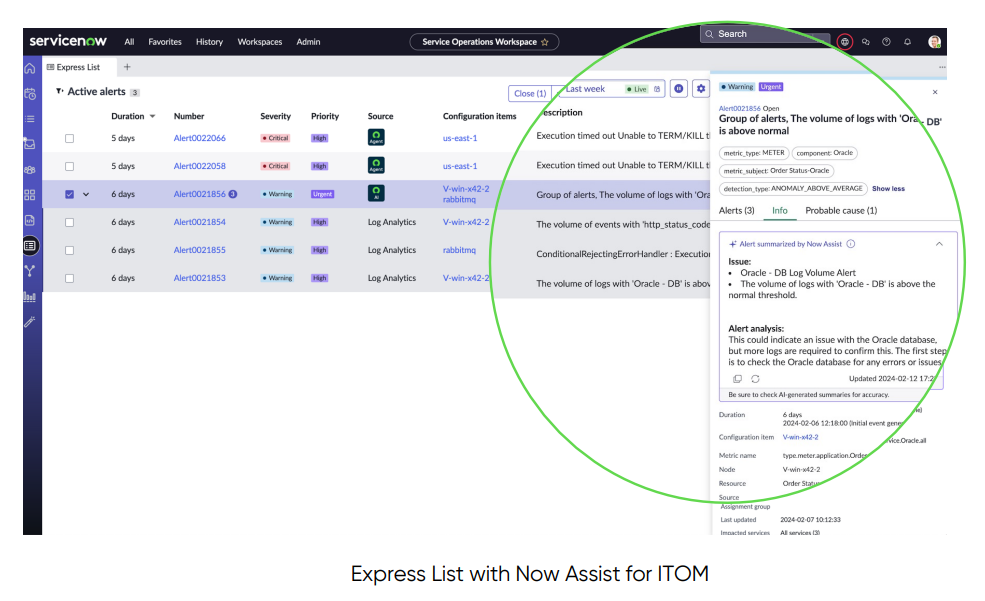 servicenow All Favorites History Workspaces Admin Service Operations Workspace Search
Express List
Active alerts 3 Close (1) Last week Live
Duration Number Severity Priority Source Configuration items Description
5 days Alert0022066 Critical High Agent us-east-1 Execution timed out Unable to TERM/KILL
5 days Alert0022058 Critical High Agent us-east-1 Execution timed out Unable to TERM/KILL
6 days Alert0021856 3 Warning Urgent AI V-win-x42-2 rabbitmq Group of alerts, The volume of logs with 'Ora
6 days Alert0021854 Warning High Log Analytics V-win-x42-2 The volume of events with 'http_status_code
6 days Alert0021855 Warning High Log Analytics rabbitmq ConditionalRejectingErrorHandler : Execution
6 days Alert0021853 Warning High Log Analytics V-win-x42-2 The volume of logs with 'Oracle - DB' is abov
Warning Urgent
Alert0021856 Open
Group of alerts, The volume of logs with 'Ora DB'
is above normal
metric_type: METER component: Oracle
metric_subject: Order Status-Oracle
detection_type: ANOMALY_ABOVE_AVERAGE Show less
Alerts (3) Info Probable cause (1)
Alert summarized by Now Assist
Issue:
• Oracle - DB Log Volume Alert
• The volume of logs with 'Oracle - DB' is above the
normal threshold.
Alert analysis:
This could indicate an issue with the Oracle database,
but more logs are required to confirm this. The first step
is to check the Oracle database for any errors or issues
Updated 2024-02-12 17:2
Be sure to check AI-generated summaries for accuracy.
Duration 6 days
2024-02-06 12:18:00 (Initial event gene
Configuration item V-win-x42-2 vice.Oracle,all
Metric name type.meter.application.Order
Node V-win-x42-2
Resource Order Status
Source
Assignment group
Last updated 2024-02-07 10:12:33
Impacted services All services (3)
Express List with Now Assist for ITOM